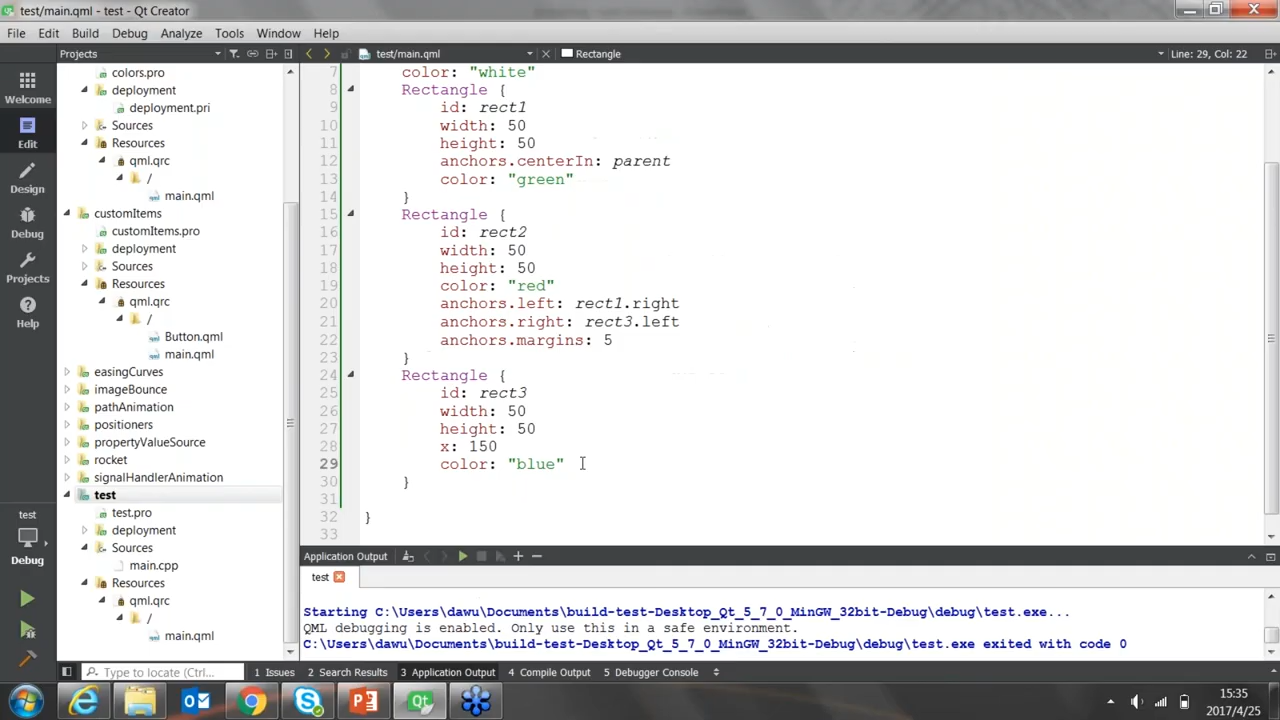 test/main.qml - test - Qt Creator
File Edit Build Debug Analyze Tools Window Help
Projects test/main.qml Rectangle Line: 29, Col: 22
Welcome
Edit
Design
Debug
Projects
Help
test
Debug
colors.pro
deployment
deployment.pri
Sources
Resources
qml.qrc
/
main.qml
customItems
customItems.pro
deployment
Sources
Resources
qml.qrc
/
Button.qml
main.qml
easingCurves
imageBounce
pathAnimation
positioners
propertyValueSource
rocket
signalHandlerAnimation
test
test.pro
deployment
Sources
main.cpp
Resources
qml.qrc
/
main.qml
7 color: "white"
8 Rectangle {
9 id: rect1
10 width: 50
11 height: 50
12 anchors.centerIn: parent
13 color: "green"
14 }
15 Rectangle {
16 id: rect2
17 width: 50
18 height: 50
19 color: "red"
20 anchors.left: rect1.right
21 anchors.right: rect3.left
22 anchors.margins: 5
23 }
24 Rectangle {
25 id: rect3
26 width: 50
27 height: 50
28 x: 150
29 color: "blue"
30 }
31
32 }
33
Application Output
test
Starting C:\Users\dawu\Documents\build-test-Desktop_Qt_5_7_0_MinGW_32bit-Debug\debug\test.exe...
QML debugging is enabled. Only use this in a safe environment.
C:\Users\dawu\Documents\build-test-Desktop_Qt_5_7_0_MinGW_32bit-Debug\debug\test.exe exited with code 0
Type to locate (Ctrl... 1 Issues 2 Search Results 3 Application Output 4 Compile Output 5 Debugger Console
15:35
2017/4/25